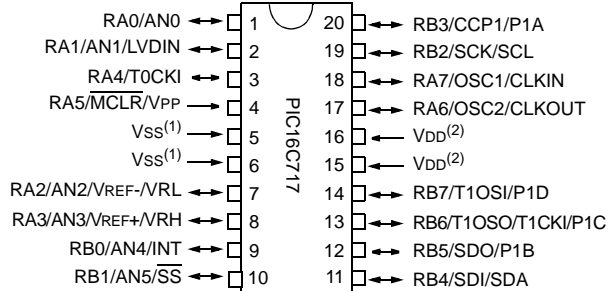 RA0/AN0 1 20 RB3/CCP1/P1A
RA1/AN1/LVDIN 2 19 RB2/SCK/SCL
RA4/T0CKI 3 18 RA7/OSC1/CLKIN
RA5/MCLR/VPP 4 17 RA6/OSC2/CLKOUT
VSS(1) 5 16 VDD(2)
VSS(1) 6 15 VDD(2)
RA2/AN2/VREF-/VRL 7 14 RB7/T1OSI/P1D
RA3/AN3/VREF+/VRH 8 13 RB6/T1OSO/T1CKI/P1C
RB0/AN4/INT 9 12 RB5/SDO/P1B
RB1/AN5/SS 10 11 RB4/SDI/SDA
PIC16C717